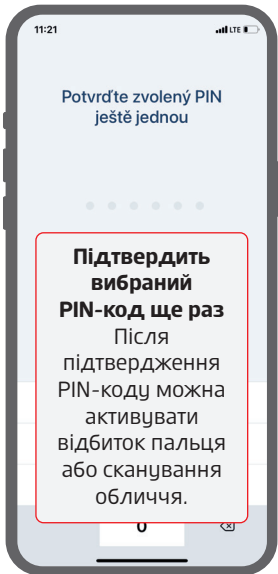 11:21
LTE
Potvrďte zvolený PIN
ještě jednou
Підтвердить
вибраний
PIN-код ще раз
Після
підтвердження
PIN-коду можна
активувати
відбиток пальця
або сканування
обличчя.
0